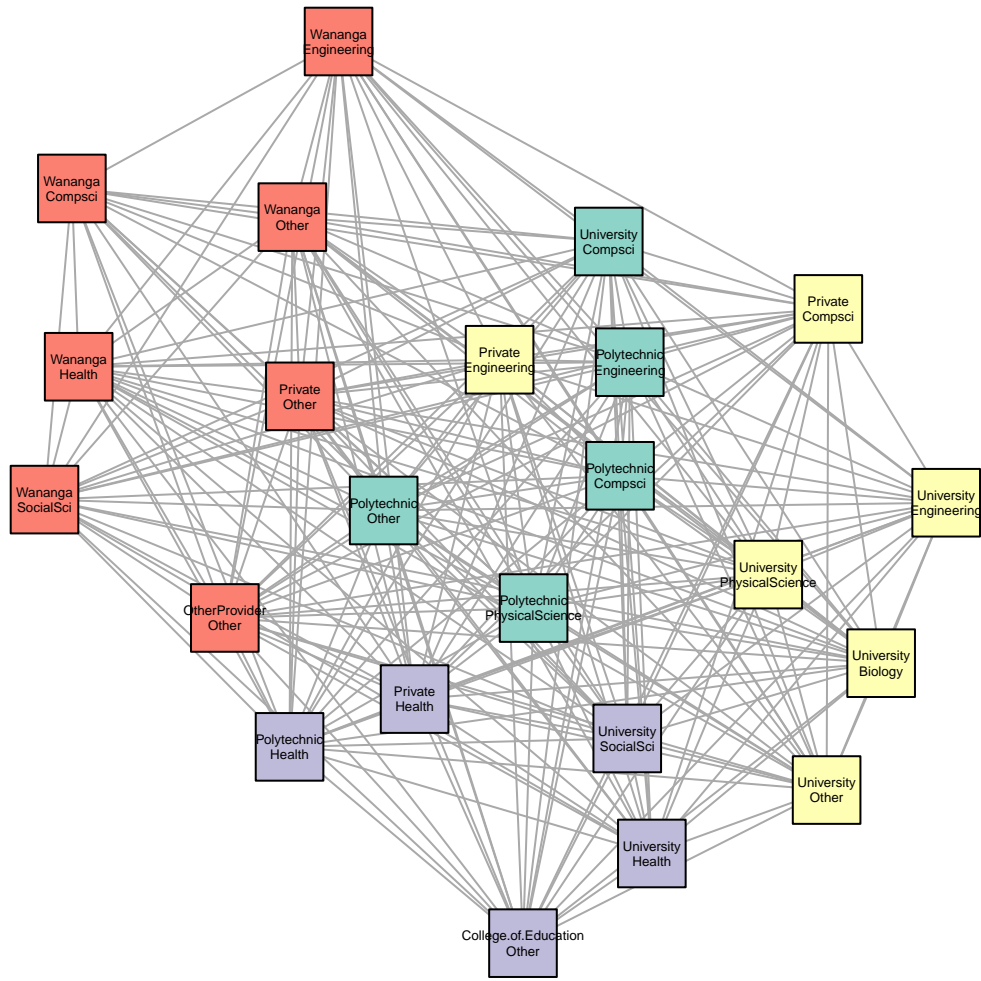 Wananga
Engineering
Wananga
Compsci
Wananga
Other
University
Compsci
Private
Compsci
Wananga
Health
Private
Engineering
Polytechnic
Engineering
Private
Other
Polytechnic
Compsci
Wananga
SocialSci
Polytechnic
Other
University
Engineering
University
PhysicalScience
Polytechnic
PhysicalScience
OtherProvider
Other
University
Biology
Private
Health
Polytechnic
Health
University
SocialSci
University
Other
University
Health
College.of.Education
Other